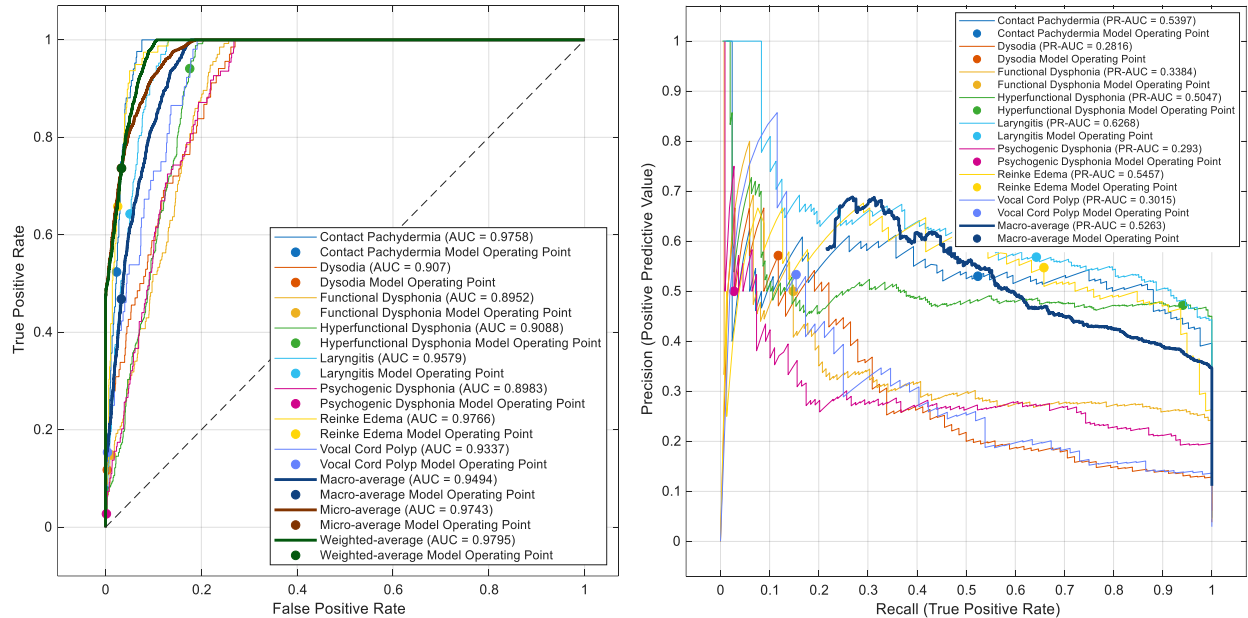 1
0.8
0.6
0.4
0.2
0
True Positive Rate
0
0.2
0.4
0.6
0.8
1
False Positive Rate
Contact Pachydermia (AUC = 0.9758)
Contact Pachydermia Model Operating Point
Dysodia (AUC = 0.907)
Dysodia Model Operating Point
Functional Dysphonia (AUC = 0.8952)
Functional Dysphonia Model Operating Point
Hyperfunctional Dysphonia (AUC = 0.9088)
Hyperfunctional Dysphonia Model Operating Point
Laryngitis (AUC = 0.9579)
Laryngitis Model Operating Point
Psychogenic Dysphonia (AUC = 0.8983)
Psychogenic Dysphonia Model Operating Point
Reinke Edema (AUC = 0.9766)
Reinke Edema Model Operating Point
Vocal Cord Polyp (AUC = 0.9337)
Vocal Cord Polyp Model Operating Point
Macro-average (AUC = 0.9494)
Macro-average Model Operating Point
Micro-average (AUC = 0.9743)
Micro-average Model Operating Point
Weighted-average (AUC = 0.9795)
Weighted-average Model Operating Point
1
0.9
0.8
0.7
0.6
0.5
0.4
0.3
0.2
0.1
0
Precision (Positive Predictive Value)
0
0.1
0.2
0.3
0.4
0.5
0.6
0.7
0.8
0.9
1
Recall (True Positive Rate)
Contact Pachydermia (PR-AUC = 0.5397)
Contact Pachydermia Model Operating Point
Dysodia (PR-AUC = 0.2816)
Dysodia Model Operating Point
Functional Dysphonia (PR-AUC = 0.3384)
Functional Dysphonia Model Operating Point
Hyperfunctional Dysphonia (PR-AUC = 0.5047)
Hyperfunctional Dysphonia Model Operating Point
Laryngitis (PR-AUC = 0.6268)
Laryngitis Model Operating Point
Psychogenic Dysphonia (PR-AUC = 0.293)
Psychogenic Dysphonia Model Operating Point
Reinke Edema (PR-AUC = 0.5457)
Reinke Edema Model Operating Point
Vocal Cord Polyp (PR-AUC = 0.3015)
Vocal Cord Polyp Model Operating Point
Macro-average (PR-AUC = 0.5263)
Macro-average Model Operating Point